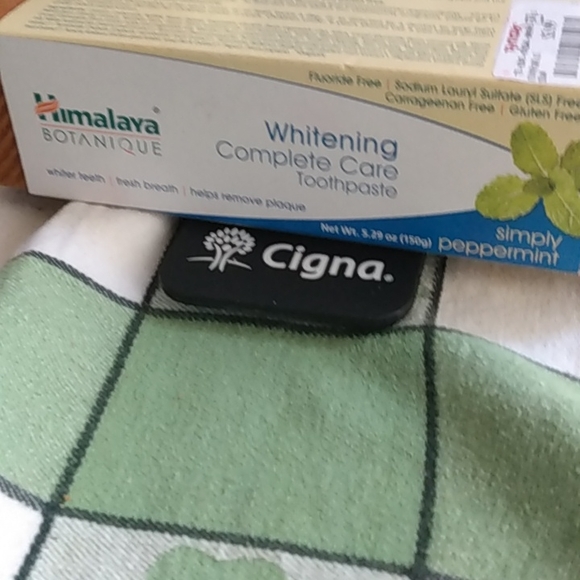 Fluoride Free | Sodium Lauryl Sulfate (SLS) Free
Carrageenan Free | Gluten Free
Himalaya
BOTANIQUE
Whitening
Complete Care
Toothpaste
whiter teeth | fresh breath | helps remove plaque
Net Wt. 5.29 oz (150g)
simply
peppermint
Cigna.